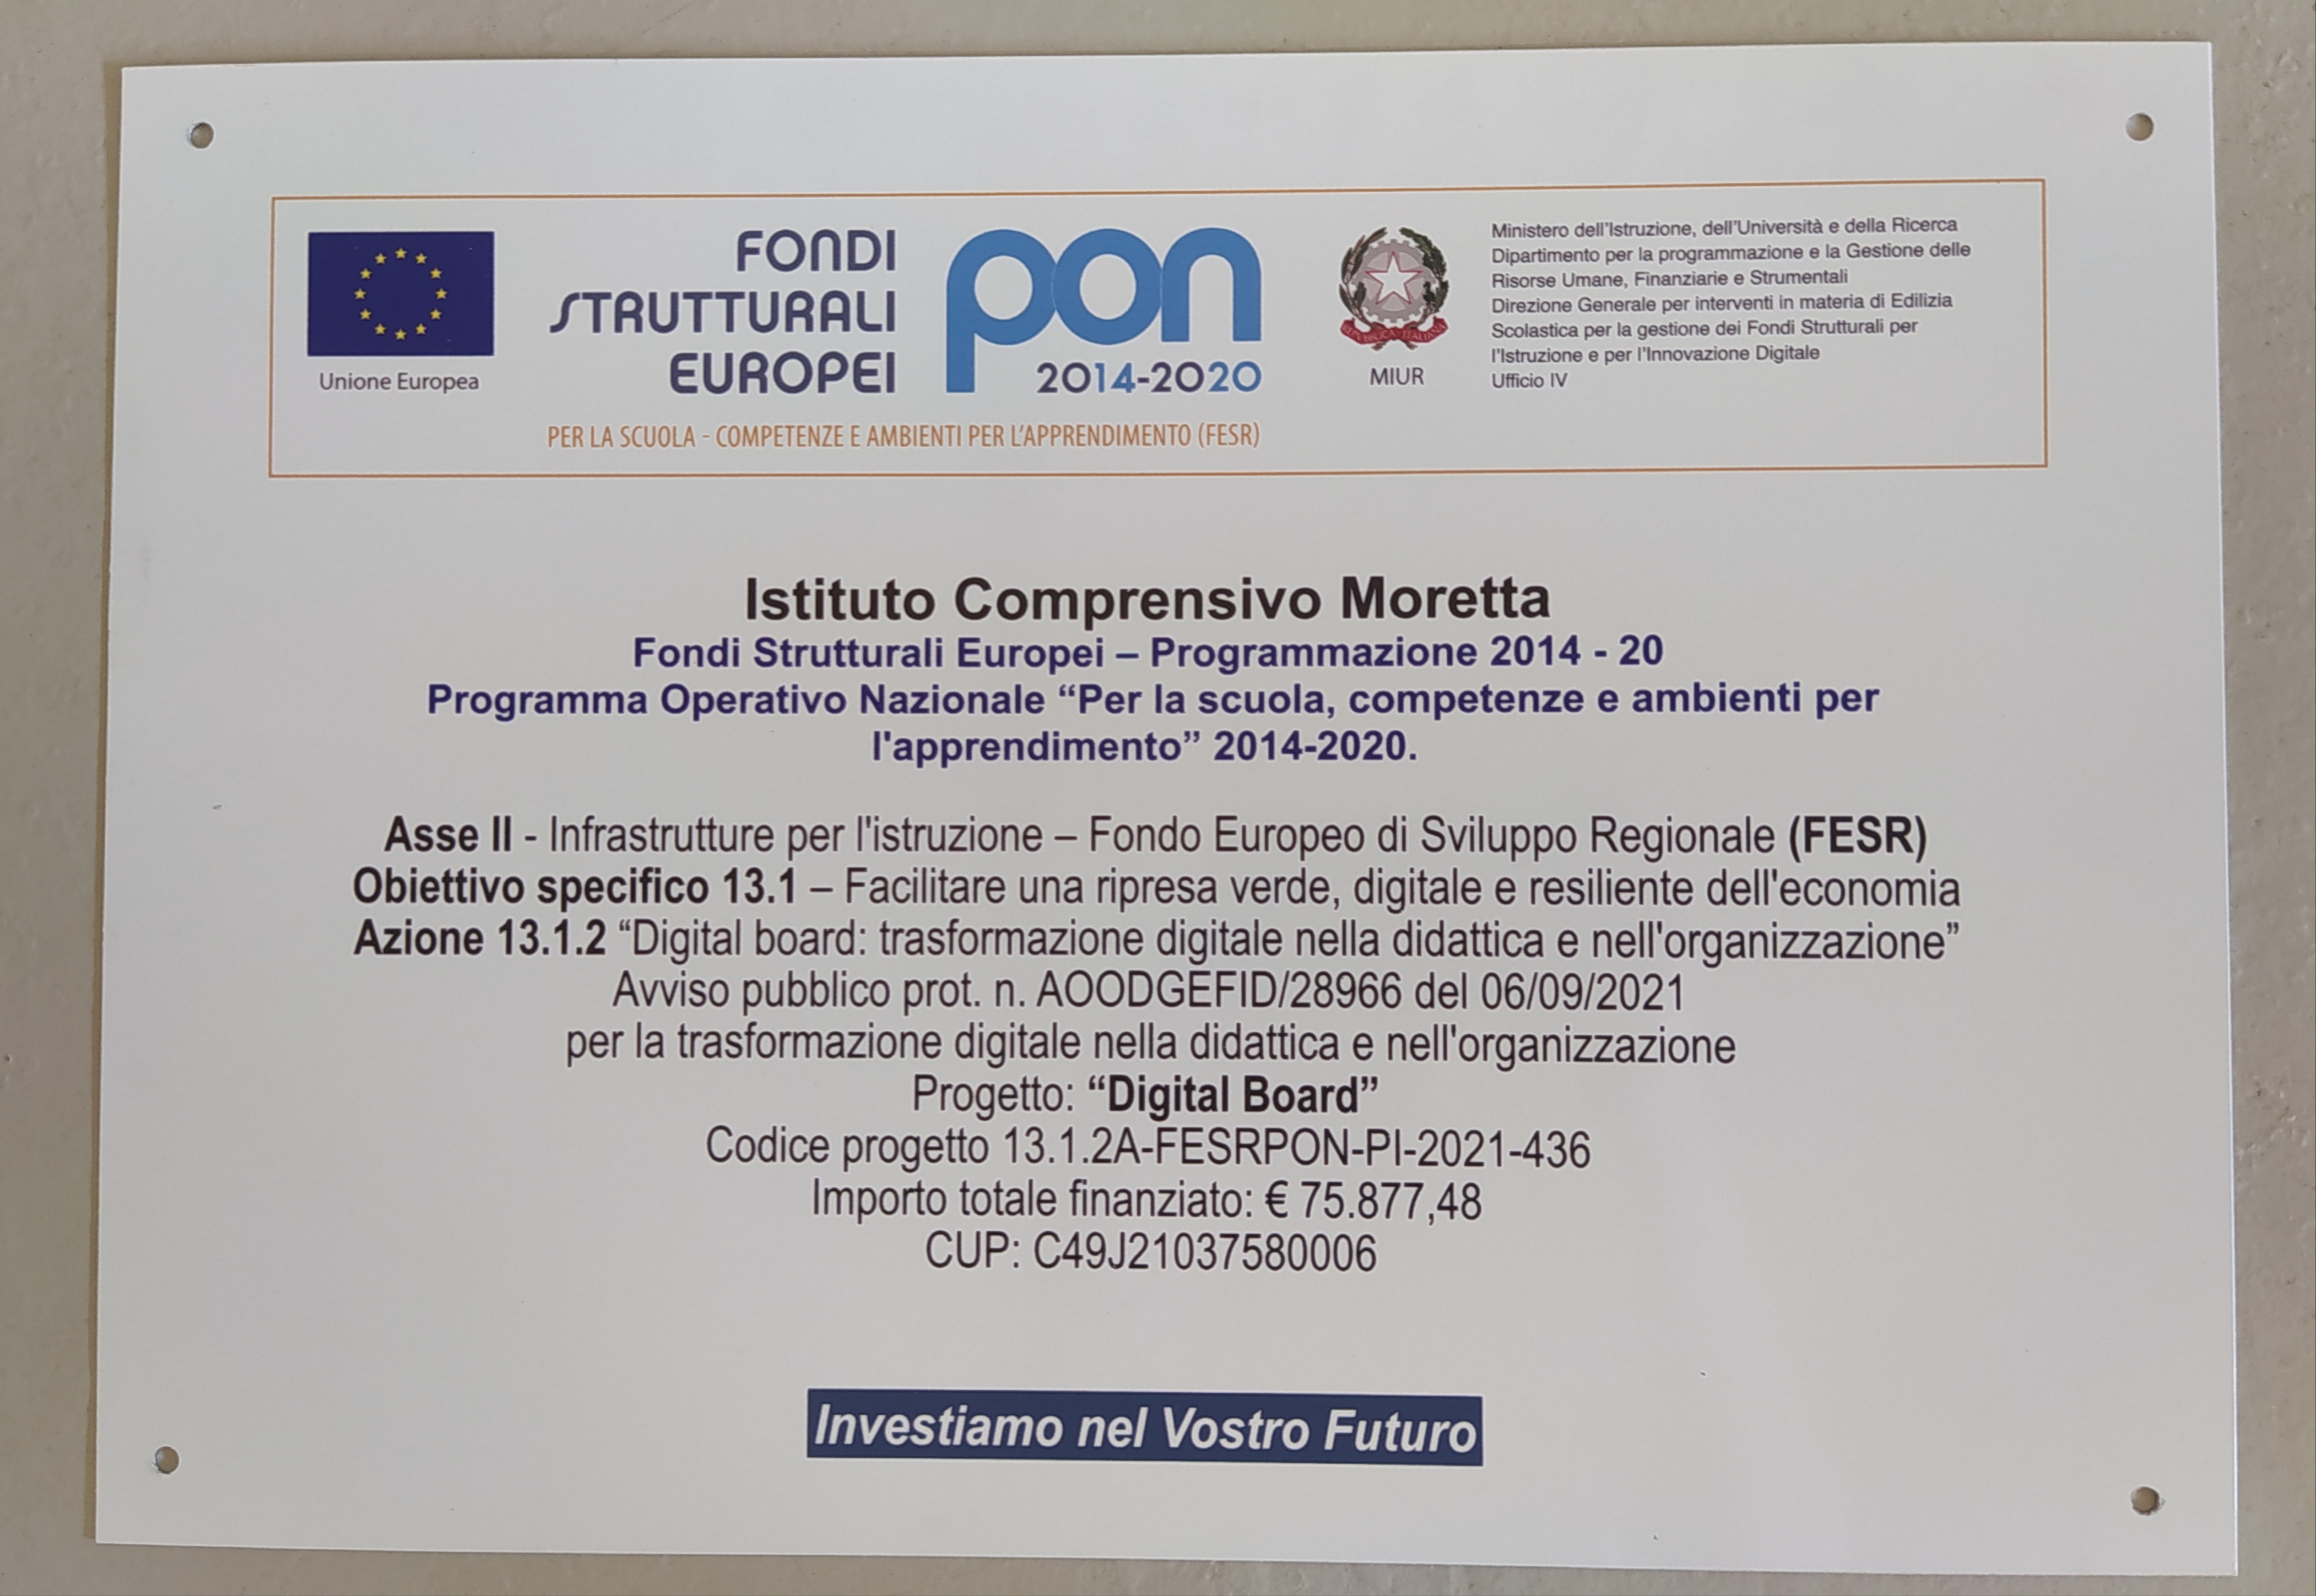 Unione Europea
FONDI
STRUTTURALI
EUROPEI
pon
2014-2020
PER LA SCUOLA - COMPETENZE E AMBIENTI PER L'APPRENDIMENTO (FESR)
REPVBBLICA ITALIANA
MIUR
Ministero dell'Istruzione, dell'Università e della Ricerca
Dipartimento per la programmazione e la Gestione delle
Risorse Umane, Finanziarie e Strumentali
Direzione Generale per interventi in materia di Edilizia
Scolastica per la gestione dei Fondi Strutturali per
l'Istruzione e per l'Innovazione Digitale
Ufficio IV
Istituto Comprensivo Moretta
Fondi Strutturali Europei – Programmazione 2014 - 20
Programma Operativo Nazionale “Per la scuola, competenze e ambienti per
l'apprendimento” 2014-2020.
Asse II - Infrastrutture per l'istruzione – Fondo Europeo di Sviluppo Regionale (FESR)
Obiettivo specifico 13.1 – Facilitare una ripresa verde, digitale e resiliente dell'economia
Azione 13.1.2 “Digital board: trasformazione digitale nella didattica e nell'organizzazione”
Avviso pubblico prot. n. AOODGEFID/28966 del 06/09/2021
per la trasformazione digitale nella didattica e nell'organizzazione
Progetto: “Digital Board”
Codice progetto 13.1.2A-FESRPON-PI-2021-436
Importo totale finanziato: € 75.877,48
CUP: C49J21037580006
Investiamo nel Vostro Futuro